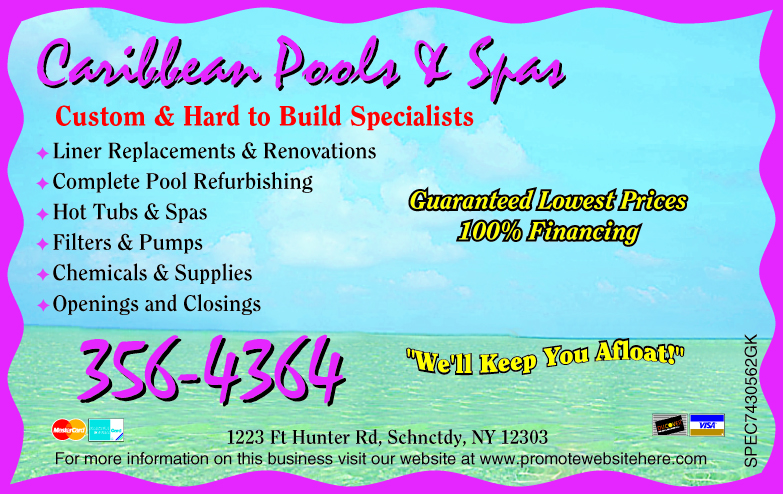 Caribbean Pools & Spas
Custom & Hard to Build Specialists
Liner Replacements & Renovations
Complete Pool Refurbishing
Hot Tubs & Spas
Filters & Pumps
Chemicals & Supplies
Openings and Closings
Guaranteed Lowest Prices
100% Financing
356-4364
"We'll Keep You Afloat!"
MasterCard
DISCOVER
VISA
1223 Ft Hunter Rd, Schnctdy, NY 12303
For more information on this business visit our website at www.promotewebsitehere.com
SPEC7430562GK